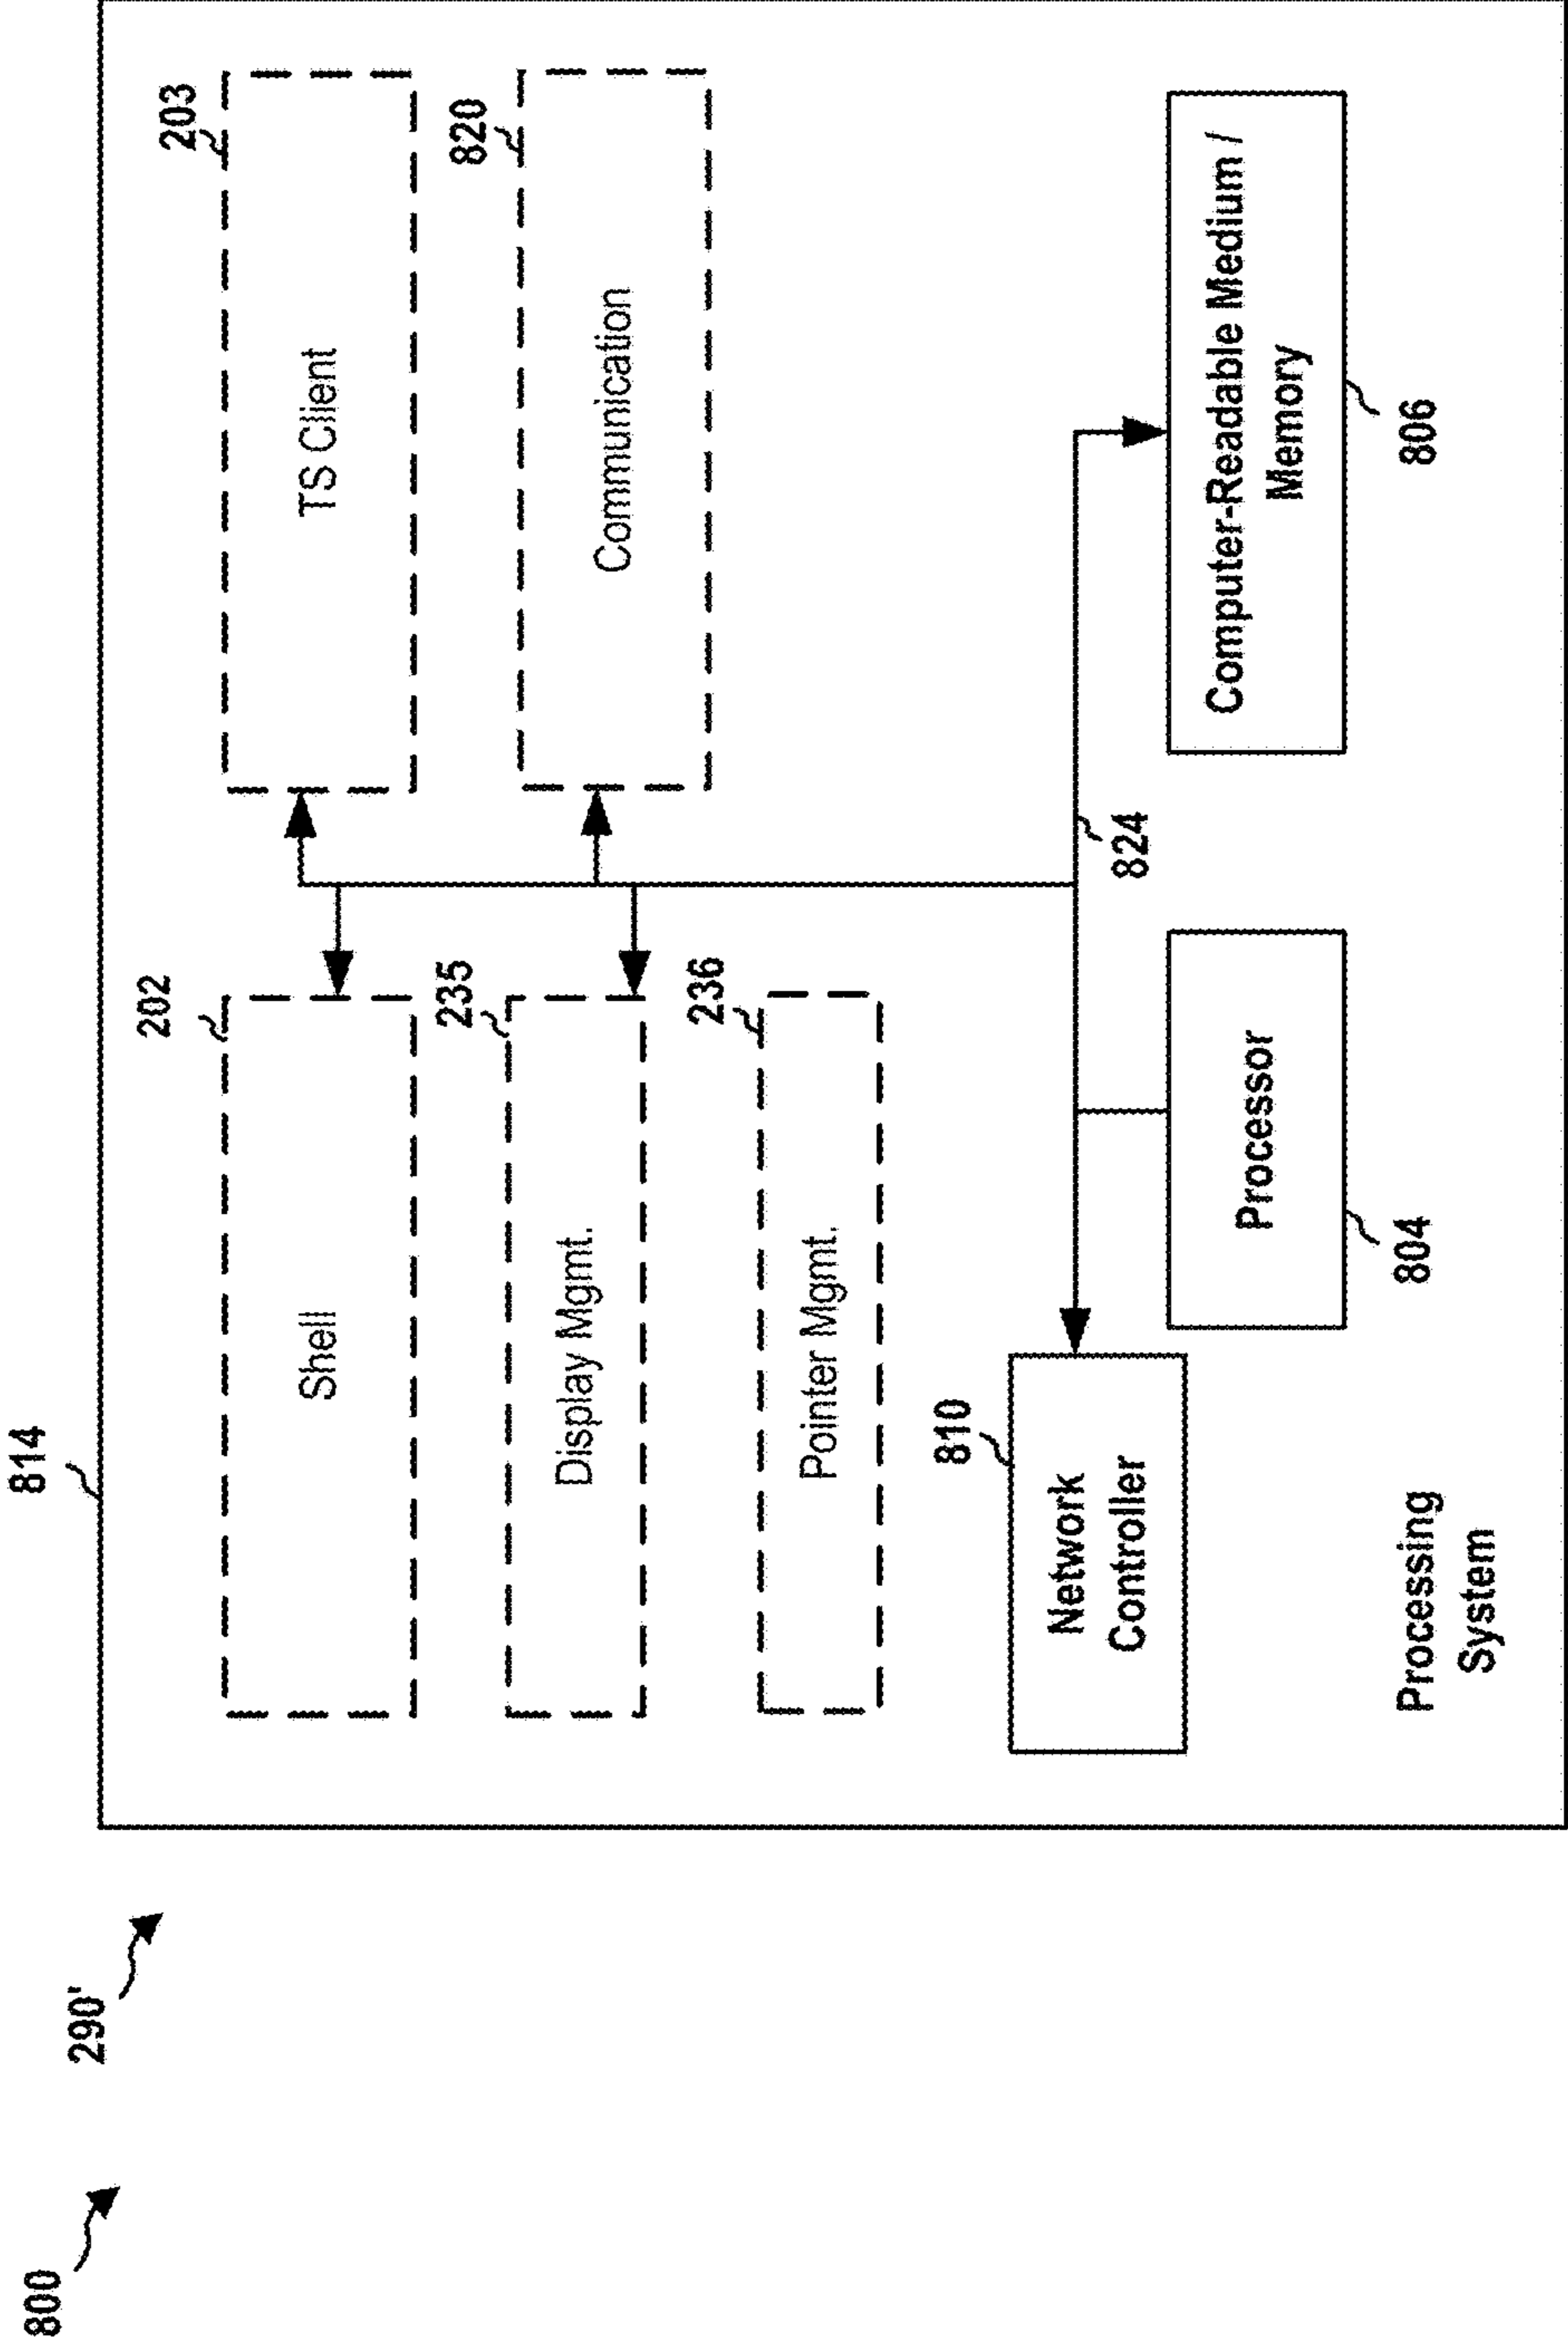 800
290'
814
202
Shell
203
TS Client
235
Display Mgmt.
820
Communication
236
Pointer Mgmt.
810
Network
Controller
824
Processor
804
Computer-Readable Medium /
Memory
806
Processing
System